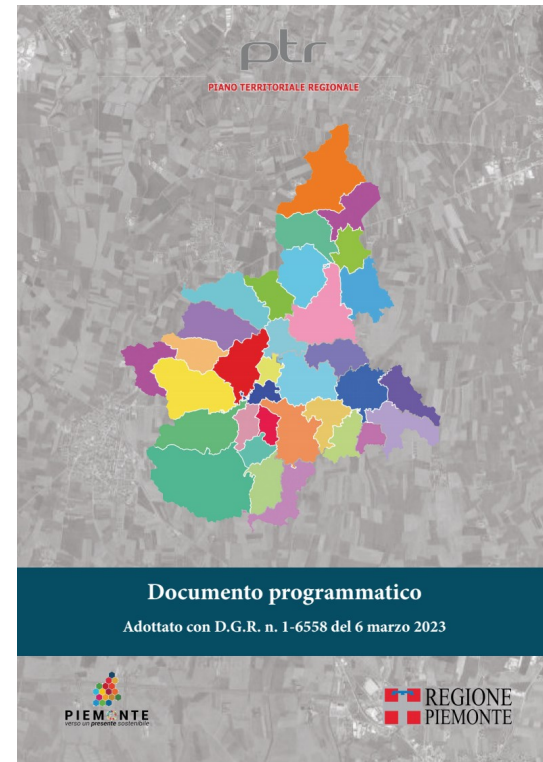 ptr
PIANO TERRITORIALE REGIONALE
Documento programmatico
Adottato con D.G.R. n. 1-6558 del 6 marzo 2023
PIEMONTE
verso un presente sostenibile
REGIONE
PIEMONTE